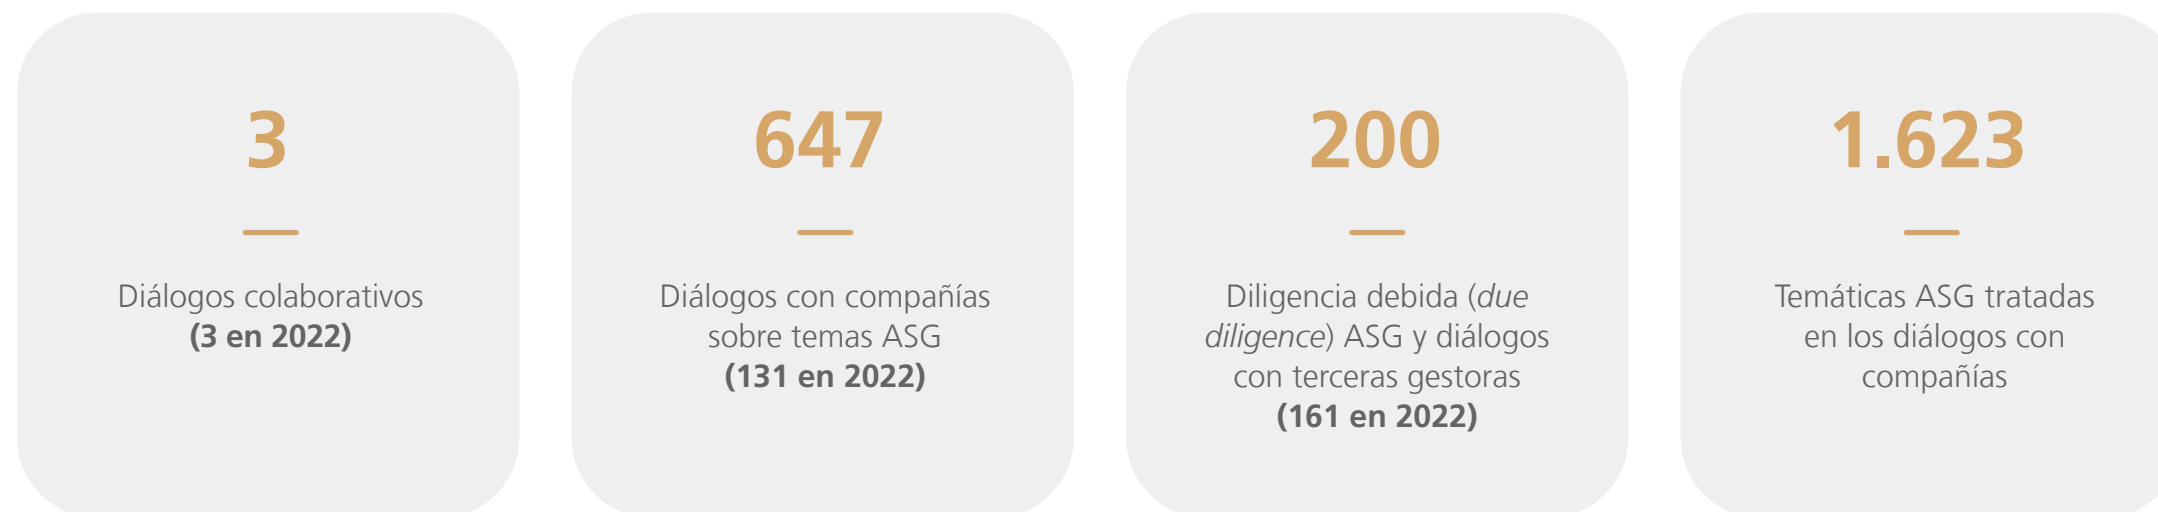 3
Diálogos colaborativos
(3 en 2022)
647
Diálogos con compañías
sobre temas ASG
(131 en 2022)
200
Diligencia debida (due
diligence) ASG y diálogos
con terceras gestoras
(161 en 2022)
1.623
Temáticas ASG tratadas
en los diálogos con
compañías